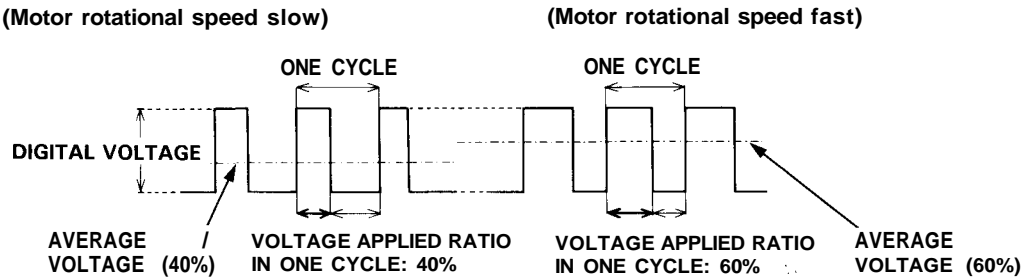 (Motor rotational speed slow)
(Motor rotational speed fast)
ONE CYCLE
ONE CYCLE
DIGITAL VOLTAGE
AVERAGE
VOLTAGE (40%)
VOLTAGE APPLIED RATIO
IN ONE CYCLE: 40%
VOLTAGE APPLIED RATIO
IN ONE CYCLE: 60%
AVERAGE
VOLTAGE (60%)